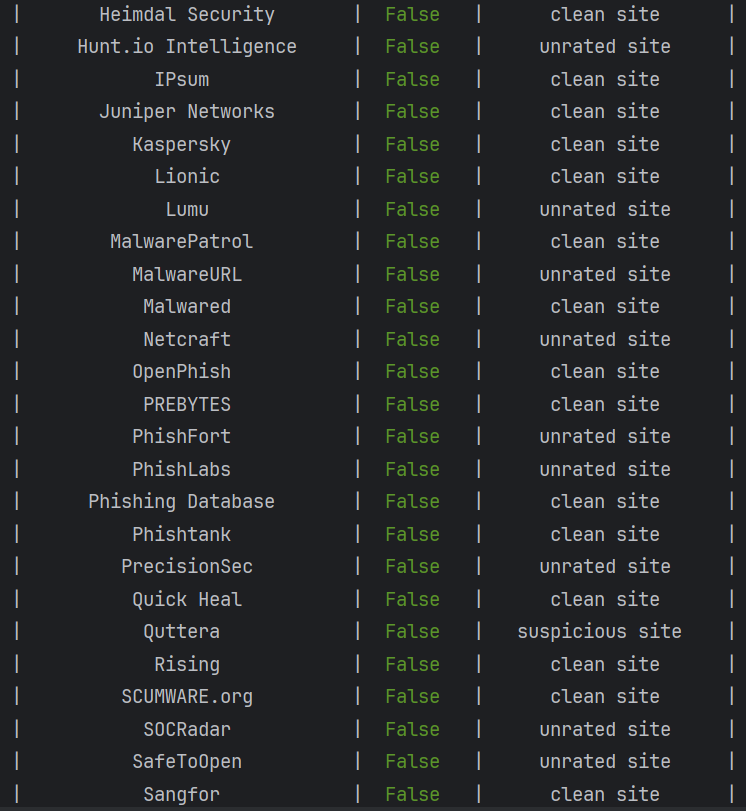 | Heimdal Security | False | clean site |
| Hunt.io Intelligence | False | unrated site |
| IPsum | False | clean site |
| Juniper Networks | False | clean site |
| Kaspersky | False | clean site |
| Lionic | False | clean site |
| Lumu | False | unrated site |
| MalwarePatrol | False | clean site |
| MalwareURL | False | unrated site |
| Malwared | False | clean site |
| Netcraft | False | unrated site |
| OpenPhish | False | clean site |
| PREBYTES | False | clean site |
| PhishFort | False | unrated site |
| PhishLabs | False | unrated site |
| Phishing Database | False | clean site |
| Phishtank | False | clean site |
| PrecisionSec | False | unrated site |
| Quick Heal | False | clean site |
| Quttera | False | suspicious site |
| Rising | False | clean site |
| SCUMWARE.org | False | clean site |
| SOCRadar | False | unrated site |
| SafeToOpen | False | unrated site |
| Sangfor | False | clean site |